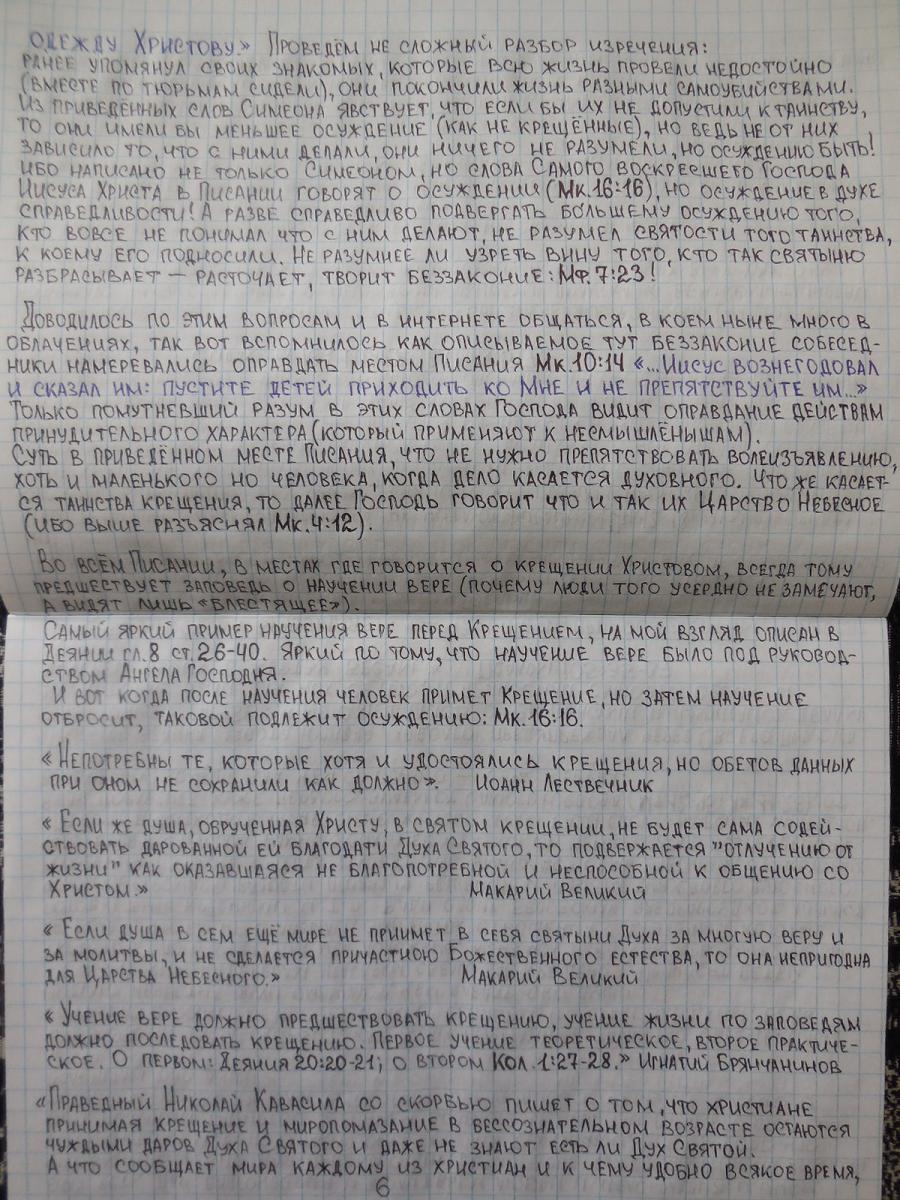 ОДЕЖДУ ХРИСТОВУ.» ПРОВЕДЁМ НЕ СЛОЖНЫЙ РАЗБОР ИЗРЕЧЕНИЯ:
РАНЕЕ УПОМЯНУЛ СВОИХ ЗНАКОМЫХ, КОТОРЫЕ ВСЮ ЖИЗНЬ ПРОВЕЛИ НЕДОСТОЙНО
(ВМЕСТЕ ПО ТЮРЬМАМ СИДЕЛИ), ОНИ ПОКОНЧИЛИ ЖИЗНЬ РАЗНЫМИ САМОУБИЙСТВАМИ.
ИЗ ПРИВЕДЁННЫХ СЛОВ СИМЕОНА ЯВСТВУЕТ, ЧТО ЕСЛИ БЫ ИХ НЕ ДОПУСТИЛИ К ТАИНСТВУ,
ТО ОНИ ИМЕЛИ БЫ МЕНЬШЕЕ ОСУЖДЕНИЕ (КАК НЕ КРЕЩЁННЫЕ), НО ВЕДЬ НЕ ОТ НИХ
ЗАВИСИЛО ТО, ЧТО С НИМИ ДЕЛАЛИ, ОНИ НИЧЕГО НЕ РАЗУМЕЛИ, НО ОСУЖДЕНИЮ БЫТЬ!
ИБО НАПИСАНО НЕ ТОЛЬКО СИМЕОНОМ, НО СЛОВА САМОГО ВОСКРЕСШЕГО ГОСПОДА
ИИСУСА ХРИСТА В ПИСАНИИ ГОВОРЯТ О ОСУЖДЕНИИ (МК.16:16), НО ОСУЖДЕНИЕ В ДУХЕ
СПРАВЕДЛИВОСТИ! А РАЗВЕ СПРАВЕДЛИВО ПОДВЕРГАТЬ БО́ЛЬШЕМУ ОСУЖДЕНИЮ ТОГО,
КТО ВОВСЕ НЕ ПОНИМАЛ ЧТО С НИМ ДЕЛАЮТ, НЕ РАЗУМЕЛ СВЯТОСТИ ТОГО ТАИНСТВА,
К КОЕМУ ЕГО ПОДНОСИЛИ. НЕ РАЗУМНЕЕ ЛИ УЗРЕТЬ ВИНУ ТОГО, КТО ТАК СВЯТЫНЮ
РАЗБРАСЫВАЕТ — РАСТОЧАЕТ, ТВОРИТ БЕЗЗАКОНИЕ: МФ. 7:23!
ДОВОДИЛОСЬ ПО ЭТИМ ВОПРОСАМ И В ИНТЕРНЕТЕ ОБЩАТЬСЯ, В КОЕМ НЫНЕ МНОГО В
ОБЛАЧЕНИЯХ, ТАК ВОТ ВСПОМНИЛОСЬ КАК ОПИСЫВАЕМОЕ ТУТ БЕЗЗАКОНИЕ СОБЕСЕД-
НИКИ НАМЕРЕВАЛИСЬ ОПРАВДАТЬ МЕСТОМ ПИСАНИЯ МК.10:14 «...ИИСУС ВОЗНЕГОДОВАЛ
И СКАЗАЛ ИМ: ПУСТИТЕ ДЕТЕЙ ПРИХОДИТЬ КО МНЕ И НЕ ПРЕПЯТСТВУЙТЕ ИМ...»
ТОЛЬКО ПОМУТНЕВШИЙ РАЗУМ В ЭТИХ СЛОВАХ ГОСПОДА ВИДИТ ОПРАВДАНИЕ ДЕЙСТВАМ
ПРИНУДИТЕЛЬНОГО ХАРАКТЕРА (КОТОРЫЙ ПРИМЕНЯЮТ К НЕСМЫШЛЁНЫШАМ).
СУТЬ В ПРИВЕДЁННОМ МЕСТЕ ПИСАНИЯ, ЧТО НЕ НУЖНО ПРЕПЯТСТВОВАТЬ ВОЛЕИЗЪЯВЛЕНИЮ,
ХОТЬ И МАЛЕНЬКОГО НО ЧЕЛОВЕКА, КОГДА ДЕЛО КАСАЕТСЯ ДУХОВНОГО. ЧТО ЖЕ КАСАЕТ-
СЯ ТАИНСТВА КРЕЩЕНИЯ, ТО ДАЛЕЕ ГОСПОДЬ ГОВОРИТ ЧТО И ТАК ИХ ЦАРСТВО НЕБЕСНОЕ
(ИБО ВЫШЕ РАЗЪЯСНЯЛ МК.4:12).
ВО ВСЁМ ПИСАНИИ, В МЕСТАХ ГДЕ ГОВОРИТСЯ О КРЕЩЕНИИ ХРИСТОВОМ, ВСЕГДА ТОМУ
ПРЕДШЕСТВУЕТ ЗАПОВЕДЬ О НАУЧЕНИИ ВЕРЕ (ПОЧЕМУ ЛЮДИ ТОГО УСЕРДНО НЕ ЗАМЕЧАЮТ,
А ВИДЯТ ЛИШЬ «БЛЕСТЯЩЕЕ»).
САМЫЙ ЯРКИЙ ПРИМЕР НАУЧЕНИЯ ВЕРЕ ПЕРЕД КРЕЩЕНИЕМ, НА МОЙ ВЗГЛЯД ОПИСАН В
ДЕЯНИИ ГЛ.8 СТ.26-40. ЯРКИЙ ПО ТОМУ, ЧТО НАУЧЕНИЕ ВЕРЕ БЫЛО ПОД РУКОВОД-
СТВОМ АНГЕЛА ГОСПОДНЯ.
И ВОТ КОГДА ПОСЛЕ НАУЧЕНИЯ ЧЕЛОВЕК ПРИМЕТ КРЕЩЕНИЕ, НО ЗАТЕМ НАУЧЕНИЕ
ОТБРОСИТ, ТАКОВОЙ ПОДЛЕЖИТ ОСУЖДЕНИЮ: МК.16:16.
«НЕПОТРЕБНЫ ТЕ, КОТОРЫЕ ХОТЯ И УДОСТОЯЛИСЬ КРЕЩЕНИЯ, НО ОБЕТОВ ДАННЫХ
ПРИ ОНОМ НЕ СОХРАНИЛИ КАК ДОЛЖНО». ИОАНН ЛЕСТВЕЧНИК
«ЕСЛИ ЖЕ ДУША, ОБРУЧЕННАЯ ХРИСТУ, В СВЯТОМ КРЕЩЕНИИ, НЕ БУДЕТ САМА СОДЕЙ-
СТВОВАТЬ ДАРОВАННОЙ ЕЙ БЛАГОДАТИ ДУХА СВЯТОГО, ТО ПОДВЕРЖАЕТСЯ "ОТЛУЧЕНИЮ ОТ
ЖИЗНИ" КАК ОКАЗАВШАЯСЯ НЕ БЛАГОПОТРЕБНОЙ И НЕСПОСОБНОЙ К ОБЩЕНИЮ СО
ХРИСТОМ.» МАКАРИЙ ВЕЛИКИЙ
«ЕСЛИ ДУША В СЕМ ЕЩЁ МИРЕ НЕ ПРИИМЕТ В СЕБЯ СВЯТЫНИ ДУХА ЗА МНОГУЮ ВЕРУ И
ЗА МОЛИТВЫ, И НЕ СДЕЛАЕТСЯ ПРИЧАСТНОЮ БОЖЕСТВЕННОГО ЕСТЕСТВА, ТО ОНА НЕПРИГОДНА
ДЛЯ ЦАРСТВА НЕБЕСНОГО.» МАКАРИЙ ВЕЛИКИЙ
«УЧЕНИЕ ВЕРЕ ДОЛЖНО ПРЕДШЕСТВОВАТЬ КРЕЩЕНИЮ, УЧЕНИЕ ЖИЗНИ ПО ЗАПОВЕДЯМ
ДОЛЖНО ПОСЛЕДОВАТЬ КРЕЩЕНИЮ. ПЕРВОЕ УЧЕНИЕ ТЕОРЕТИЧЕСКОЕ, ВТОРОЕ ПРАКТИЧЕ-
СКОЕ. О ПЕРВОМ: ДЕЯНИЯ 20:20-21; О ВТОРОМ КОЛ. 1:27-28.» ИГНАТИЙ БРЯНЧАНИНОВ
«ПРАВЕДНЫЙ НИКОЛАЙ КАВАСИЛА СО СКОРБЬЮ ПИШЕТ О ТОМ, ЧТО ХРИСТИАНЕ
ПРИНИМАЯ КРЕЩЕНИЕ И МИРОПОМАЗАНИЕ В БЕССОЗНАТЕЛЬНОМ ВОЗРАСТЕ ОСТАЮТСЯ
ЧУЖДЫМИ ДАРОВ ДУХА СВЯТОГО И ДАЖЕ НЕ ЗНАЮТ ЕСТЬ ЛИ ДУХ СВЯТОЙ.
А ЧТО СООБЩАЕТ МИРА КАЖДОМУ ИЗ ХРИСТИАН И К ЧЕМУ УДОБНО ВСЯКОЕ ВРЕМЯ,
6